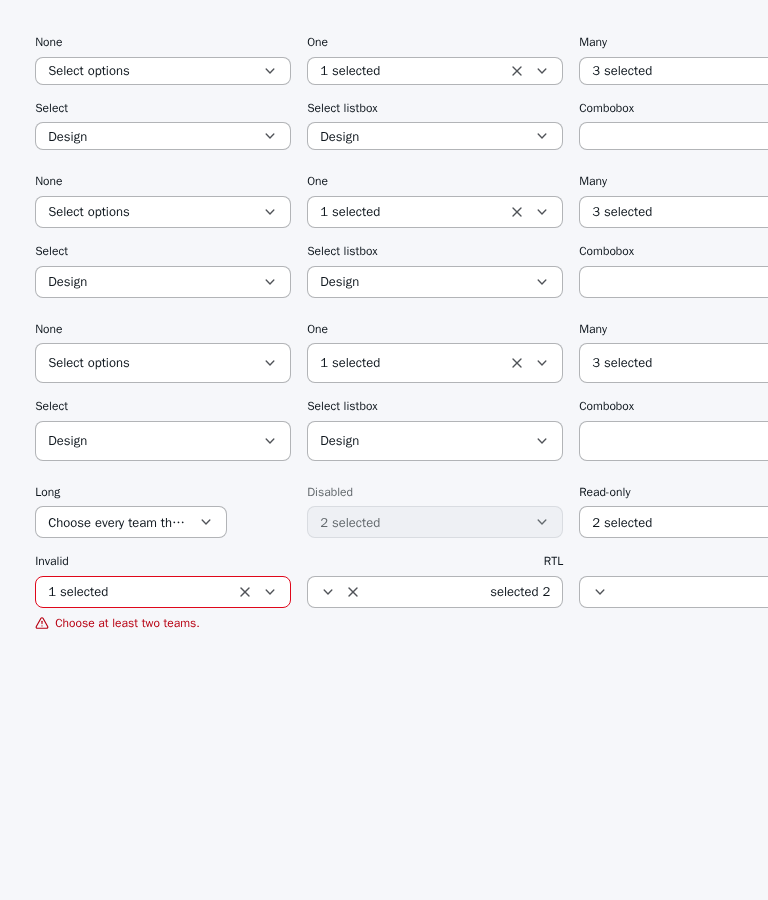 None One Many
Select options 1 selected 3 selected
Select Select listbox Combobox
Design Design
None One Many
Select options 1 selected 3 selected
Select Select listbox Combobox
Design Design
None One Many
Select options 1 selected 3 selected
Select Select listbox Combobox
Design Design
Long Disabled Read-only
Choose every team th⋯ 2 selected 2 selected
Invalid RTL
1 selected selected 2
Choose at least two teams.